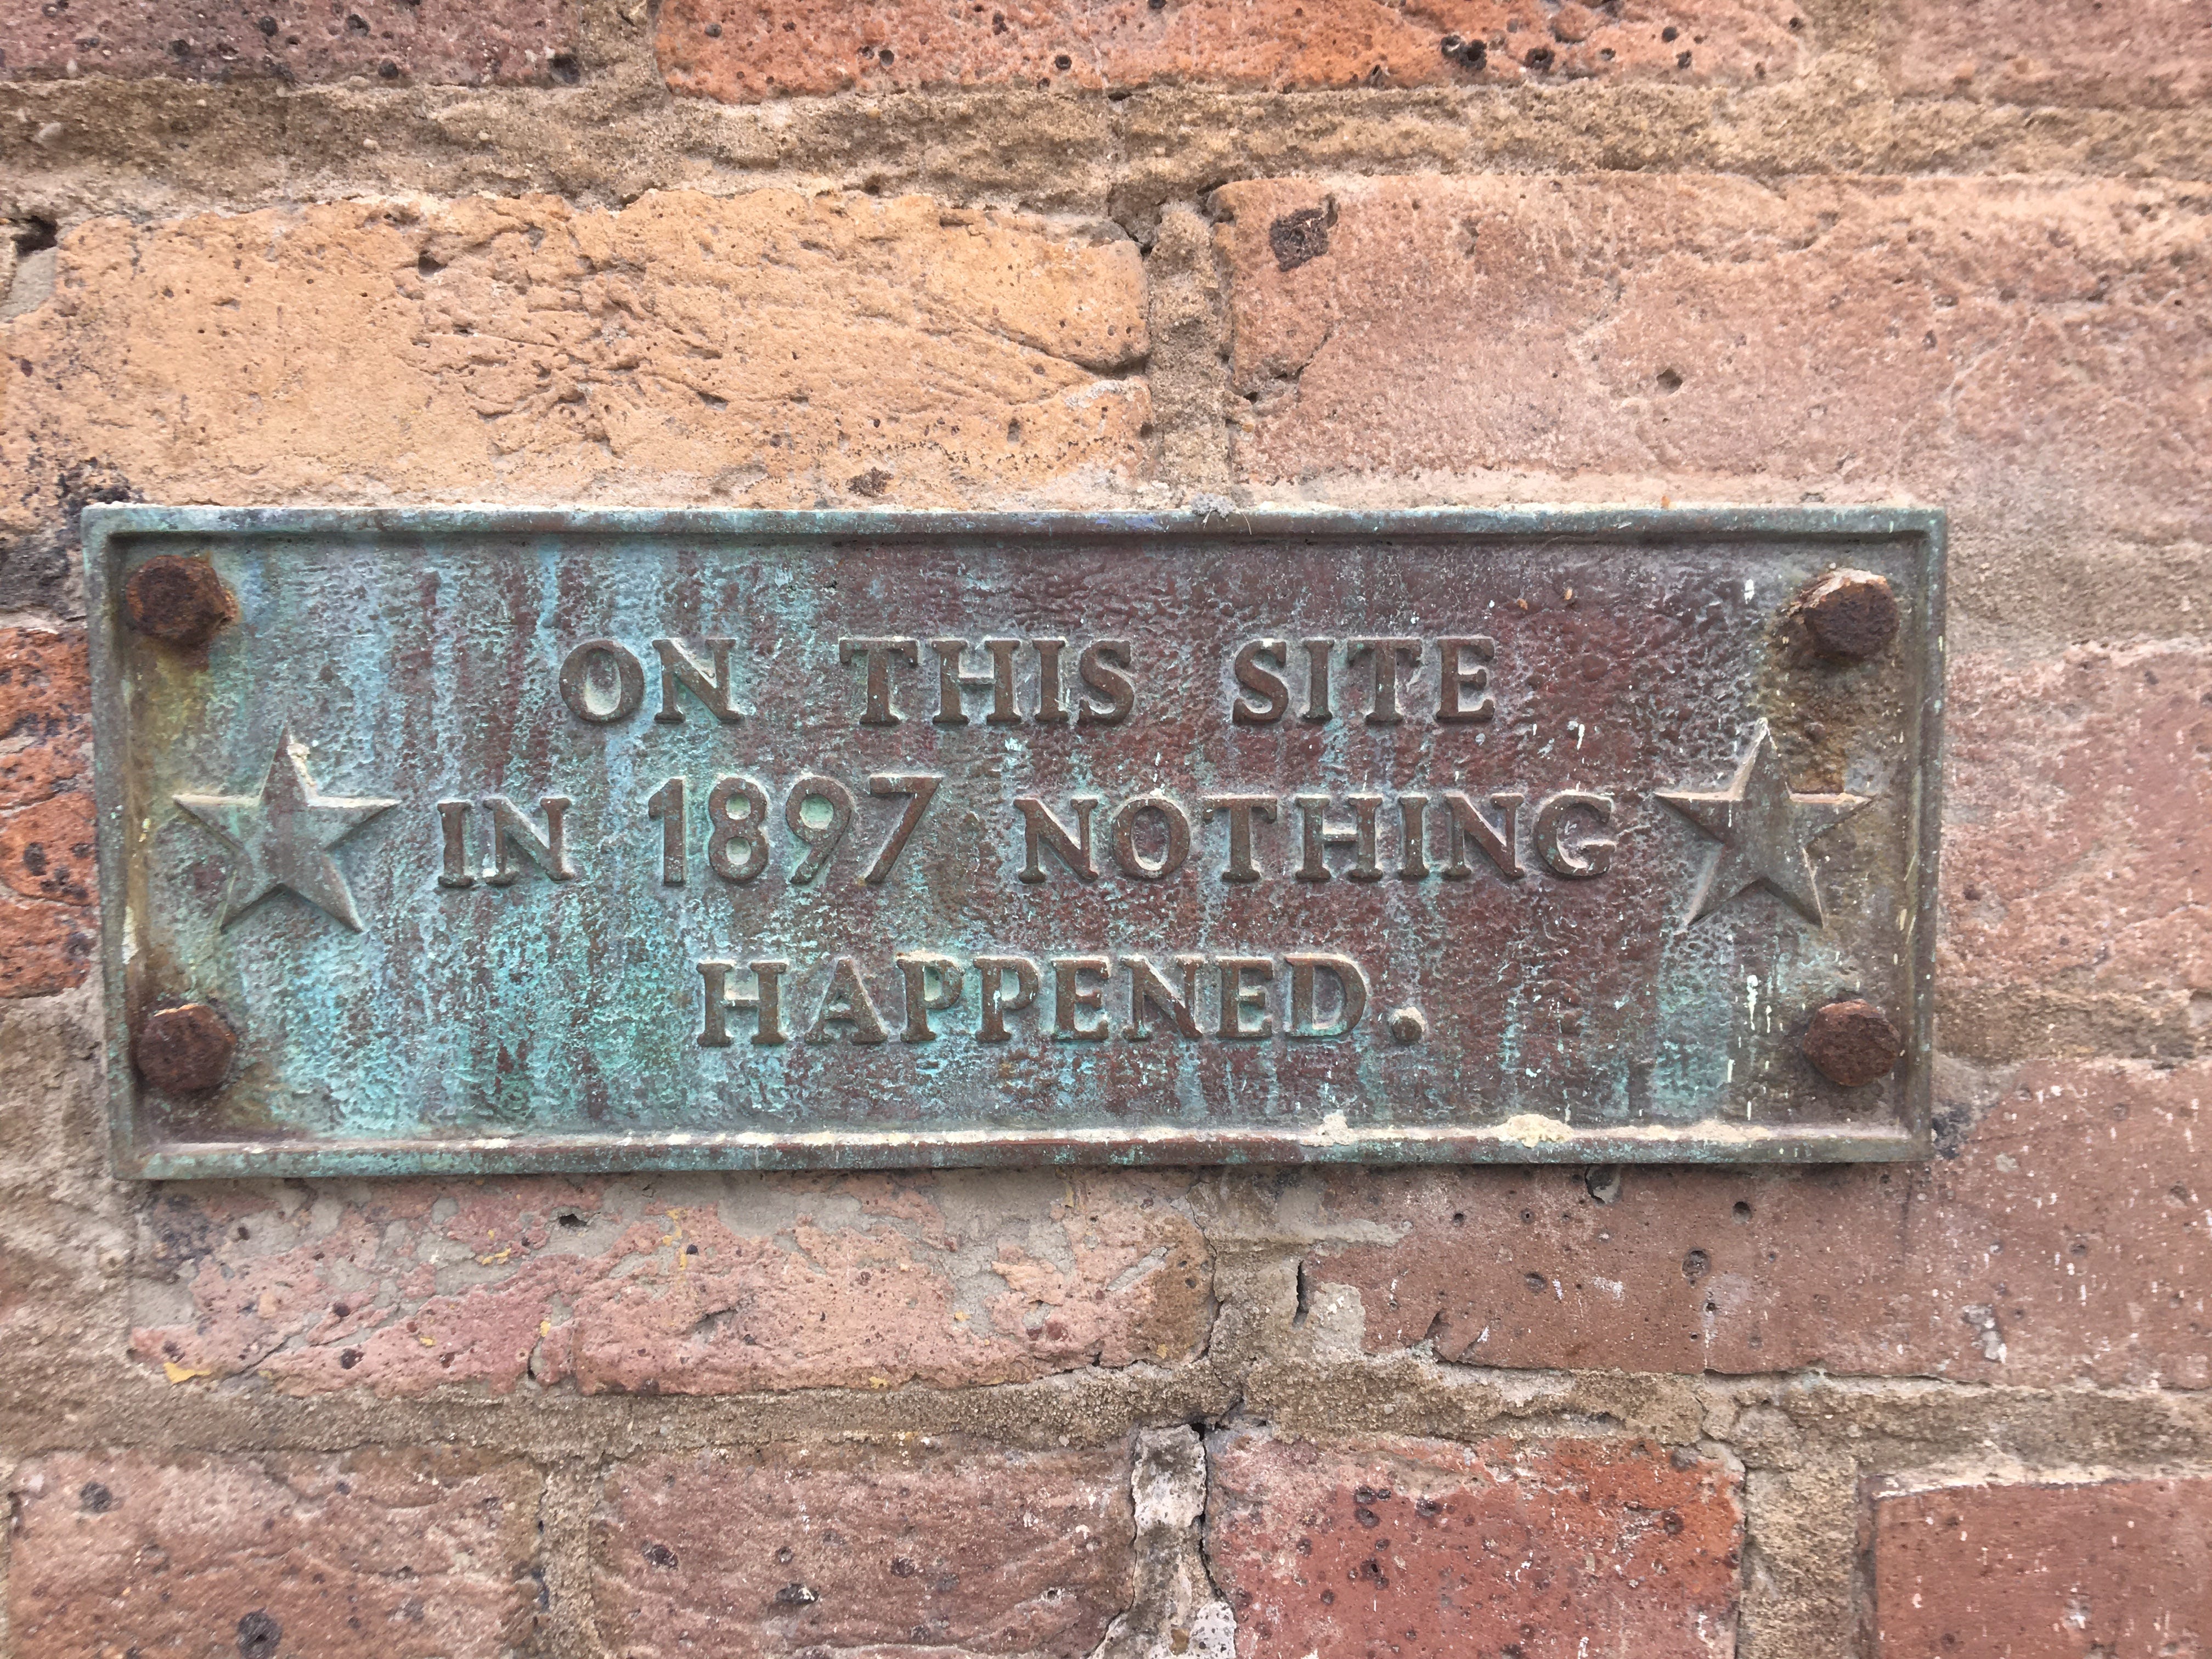 ON THIS SITE
IN 1897 NOTHING
HAPPENED.